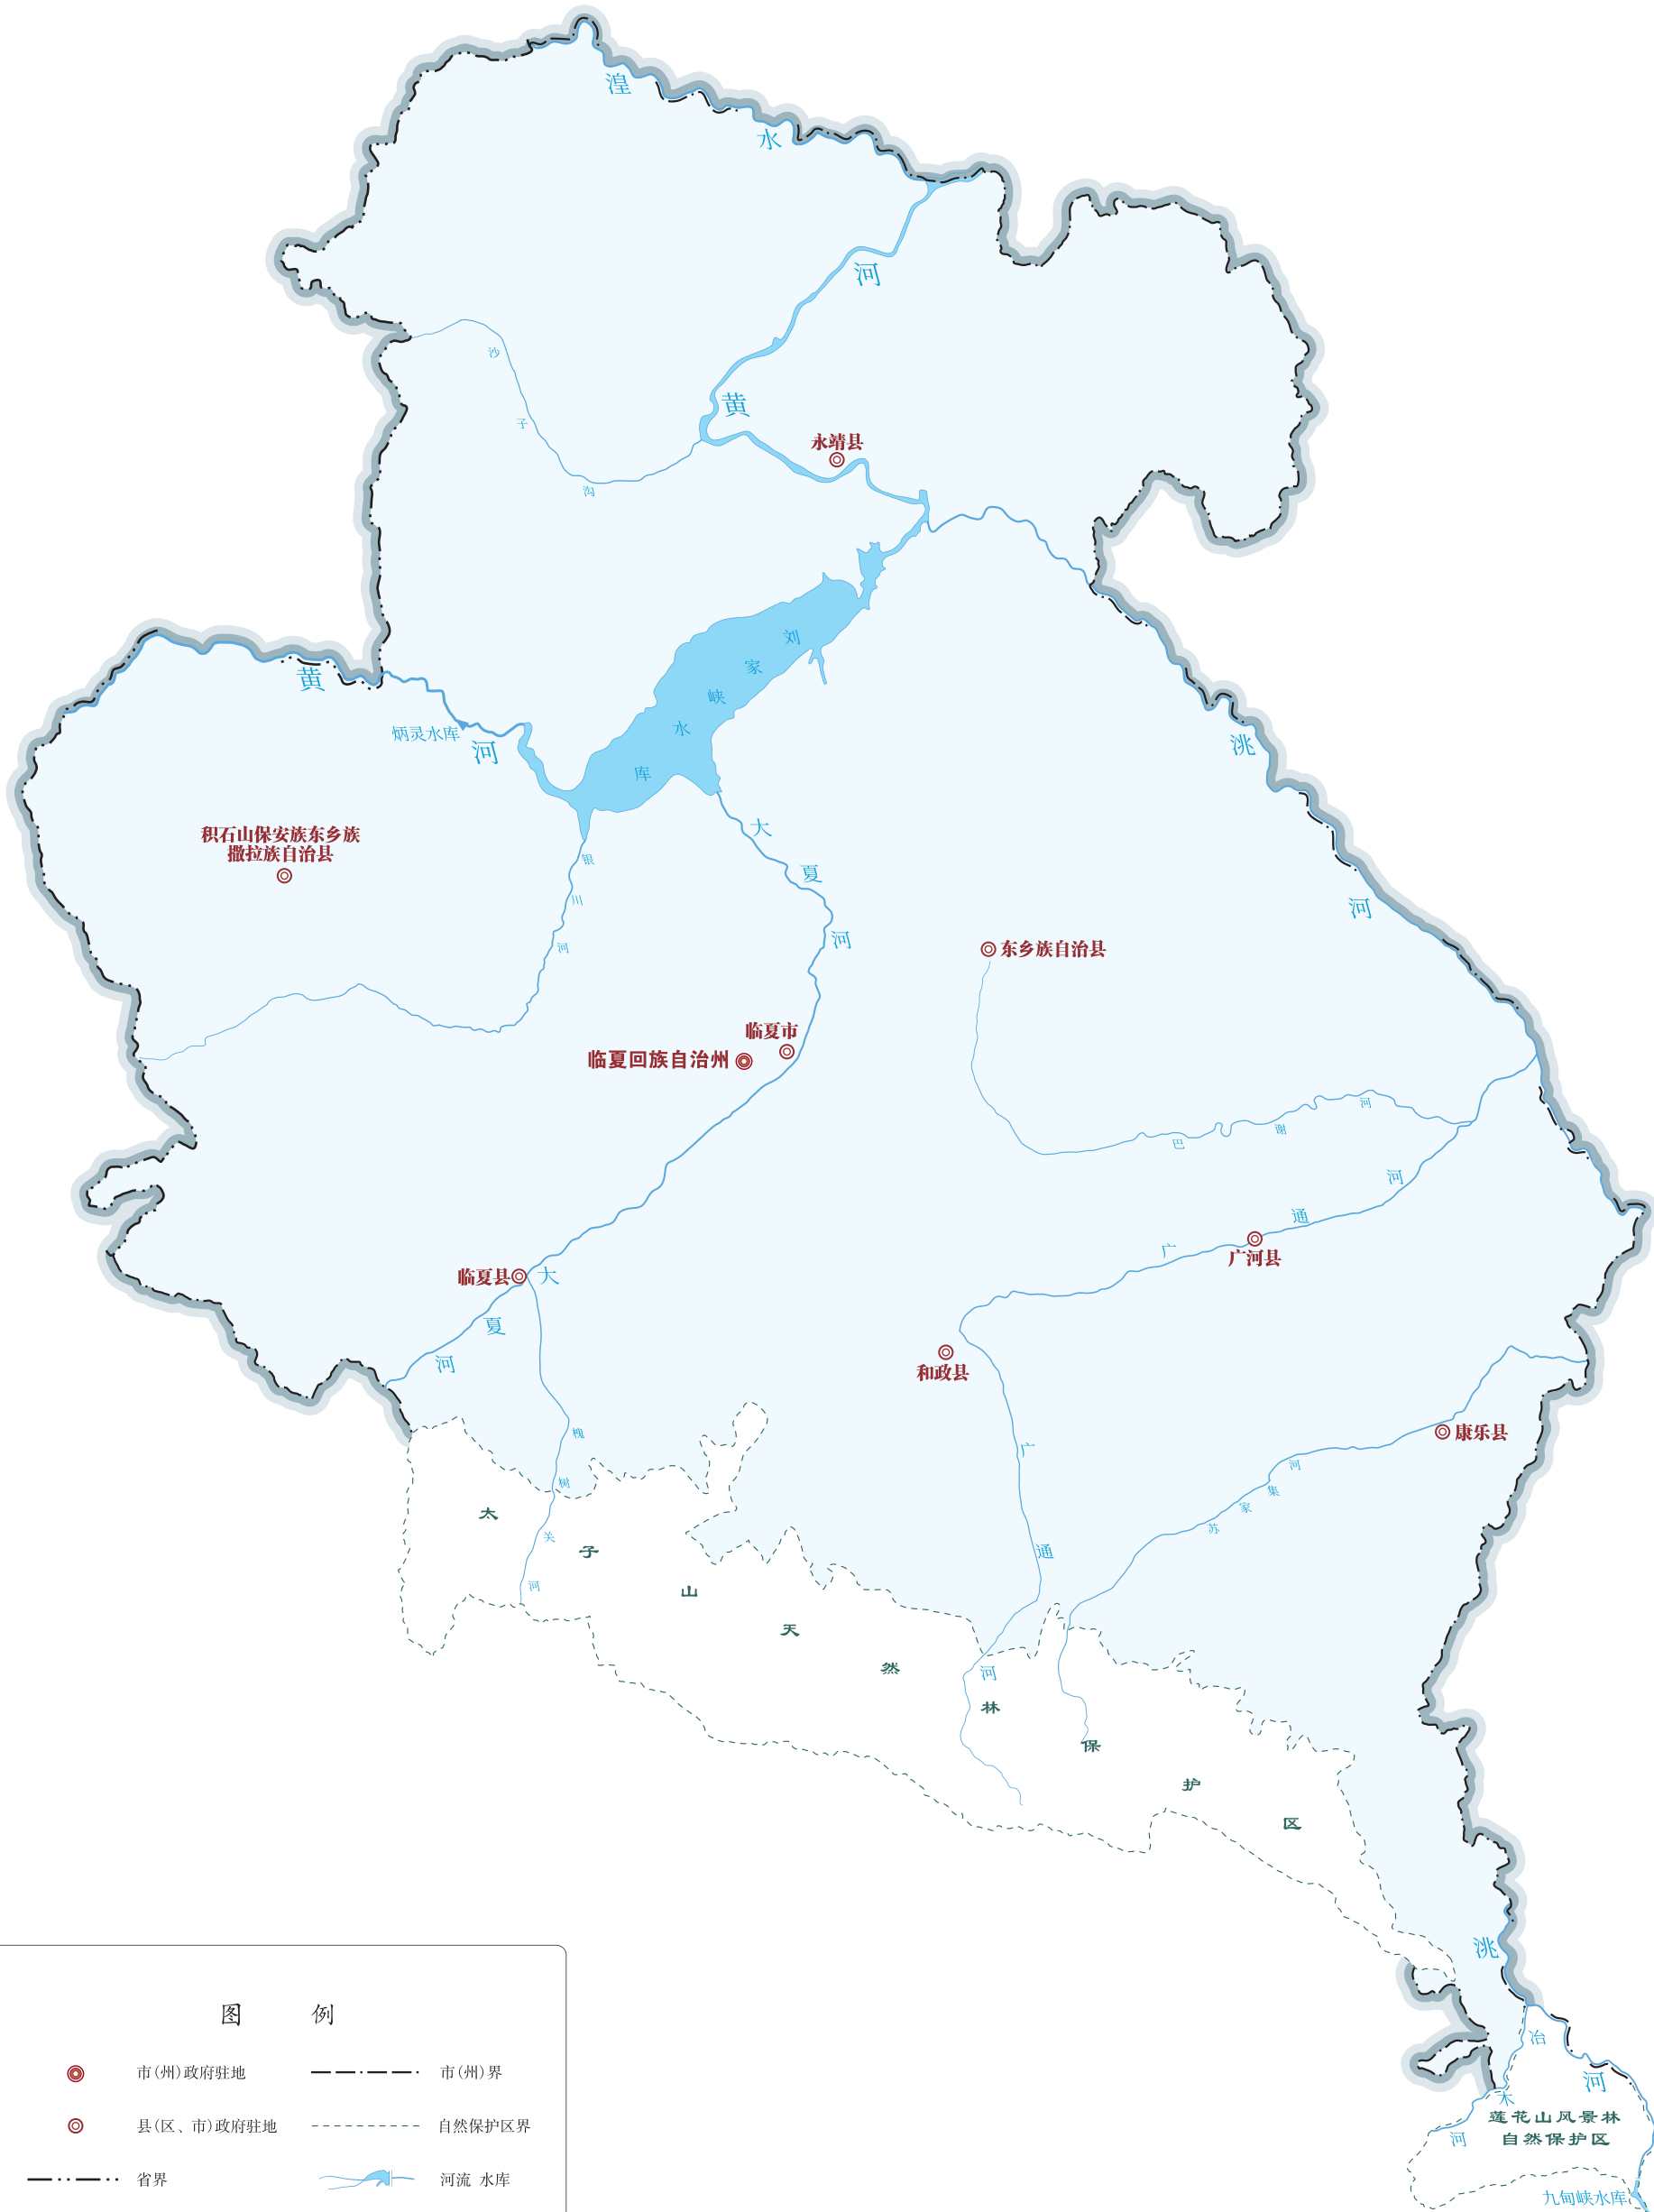 湟水
河
黄
沙子沟
永靖县
黄河
炳灵水库
刘家峡水库
洮河
积石山保安族东乡族
撒拉族自治县
银川河
大夏河
东乡族自治县
临夏市
临夏回族自治州
巴谢河
广通河
广河县
临夏县
大夏河
和政县
康乐县
槐树关河
广通河
苏家集河
太子山天然林保护区
洮河
冶木河
莲花山风景林
自然保护区
九甸峡水库
图例
市(州)政府驻地
市(州)界
县(区、市)政府驻地
自然保护区界
省界
河流 水库